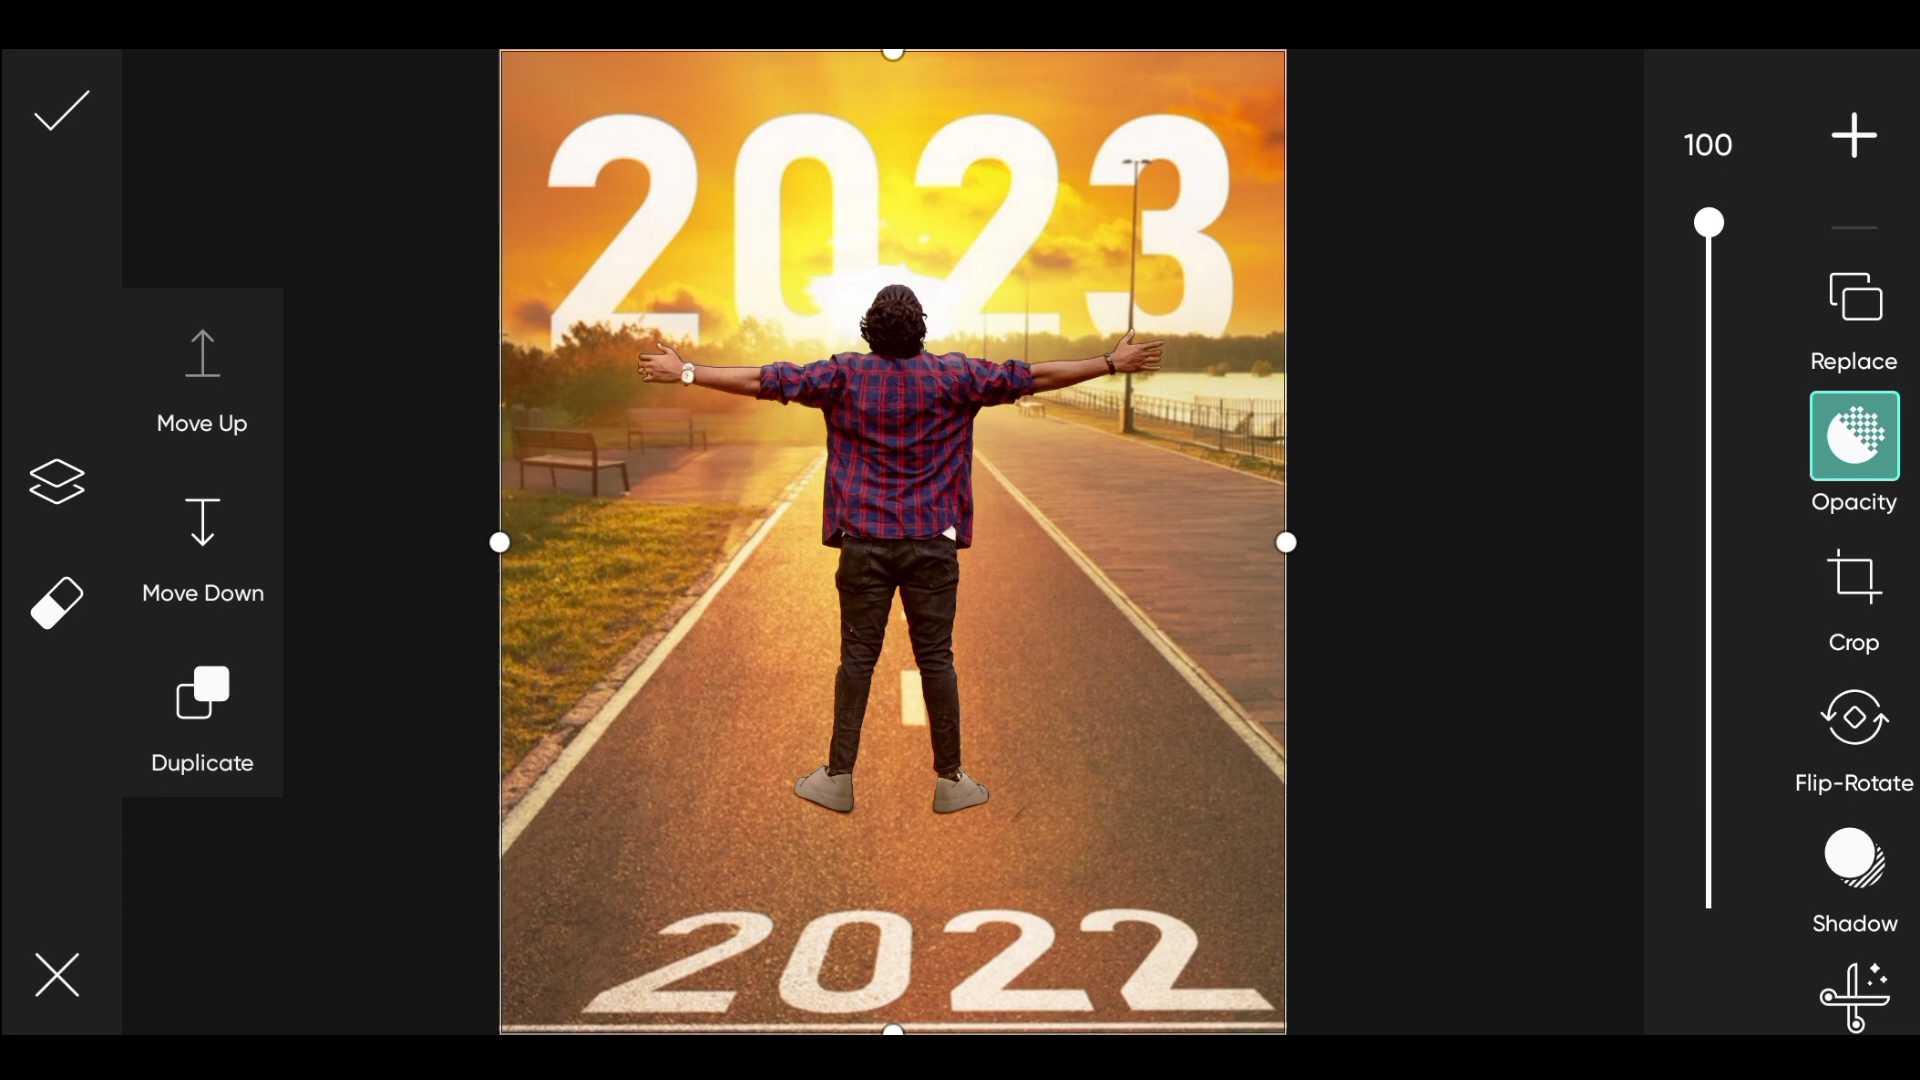 2023
2022
Move Up
Move Down
Duplicate
100
Replace
Opacity
Crop
Flip-Rotate
Shadow